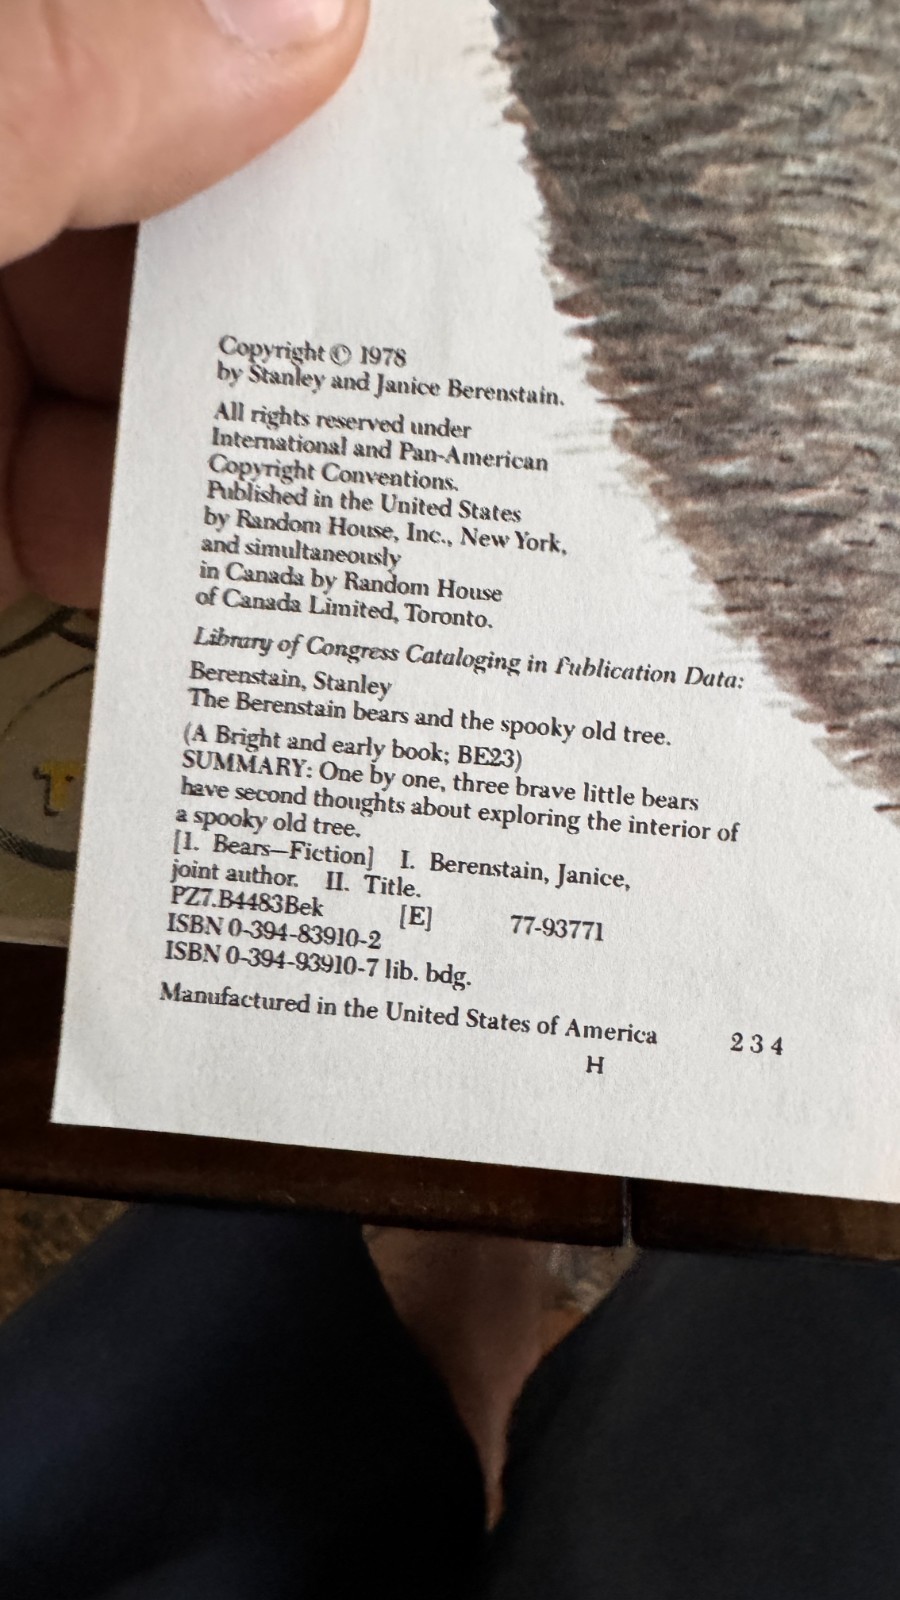 Copyright © 1978
by Stanley and Janice Berenstain.
All rights reserved under
International and Pan-American
Copyright Conventions.
Published in the United States
by Random House, Inc., New York,
and simultaneously
in Canada by Random House
of Canada Limited, Toronto.
Library of Congress Cataloging in Publication Data:
Berenstain, Stanley
The Berenstain bears and the spooky old tree.
(A Bright and early book; BE23)
SUMMARY: One by one, three brave little bears
have second thoughts about exploring the interior of
a spooky old tree.
[1. Bears—Fiction] I. Berenstain, Janice,
joint author. II. Title.
PZ7.B4483Bek [E] 77-93771
ISBN 0-394-83910-2
ISBN 0-394-93910-7 lib. bdg.
Manufactured in the United States of America 2 3 4
H
T